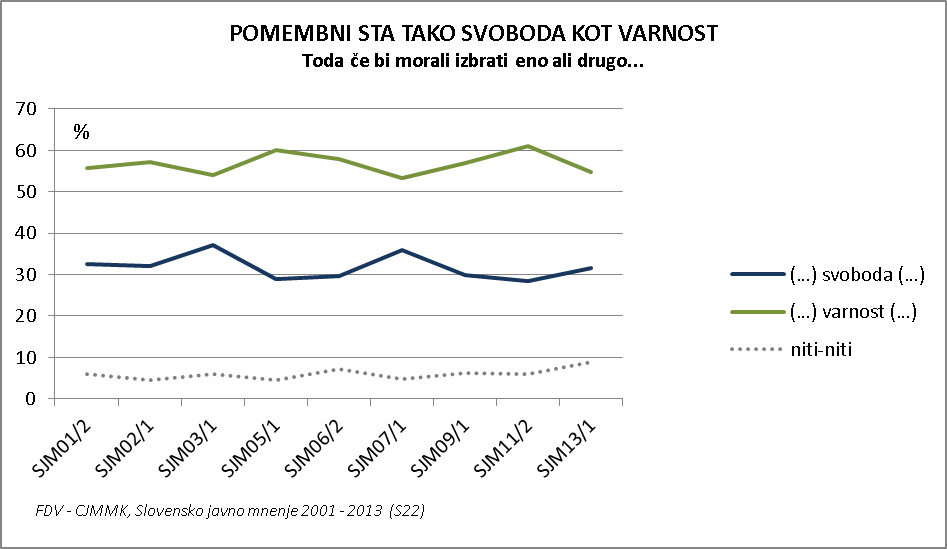 POMEMBNI STA TAKO SVOBODA KOT VARNOST
Toda če bi morali izbrati eno ali drugo...
%
70
60
50
40
30
20
10
0
SJM01/2
SJM02/1
SJM03/1
SJM05/1
SJM06/2
SJM07/1
SJM09/1
SJM11/2
SJM13/1
(...) svoboda (...)
(...) varnost (...)
niti-niti
FDV - CJMMK, Slovensko javno mnenje 2001 - 2013 (S22)